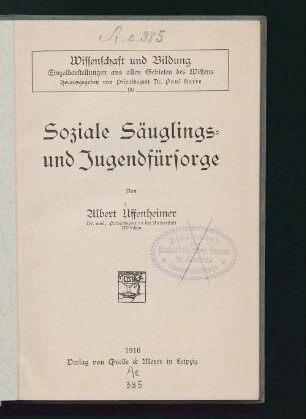 A.c.385
Wissenschaft und Bildung
Einzeldarstellungen aus allen Gebieten des Wissens
Herausgegeben von Privatdozent Dr. Paul Herre
Soziale Säuglings-
und Jugendfürsorge
Von
Albert Uffenheimer
Dr. med., Privatdozent an der Universität
München
1910
Verlag von Quelle & Meyer in Leipzig
Ae
385